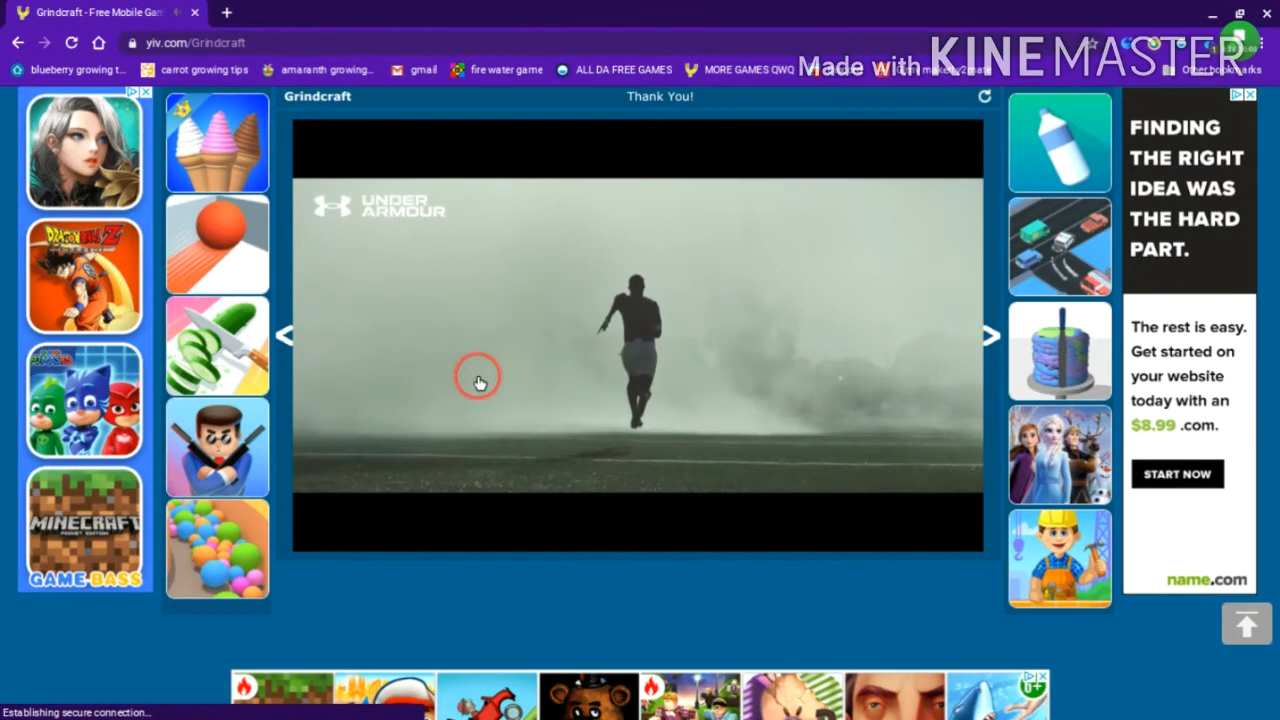 Grindcraft - Free Mobile Gam
yiv.com/Grindcraft
blueberry growing t...
carrot growing tips
amaranth growing...
gmail
fire water game
ALL DA FREE GAMES
MORE GAMES QWQ
Other bookmarks
Made with KINEMASTER
Grindcraft
Thank You!
UNDER
ARMOUR
DRAGON BALL Z
MINECRAFT
POCKET EDITION
GAME-BASS
FINDING
THE RIGHT
IDEA WAS
THE HARD
PART.
The rest is easy.
Get started on
your website
today with an
$8.99 .com.
START NOW
name.com
6+
Establishing secure connection...